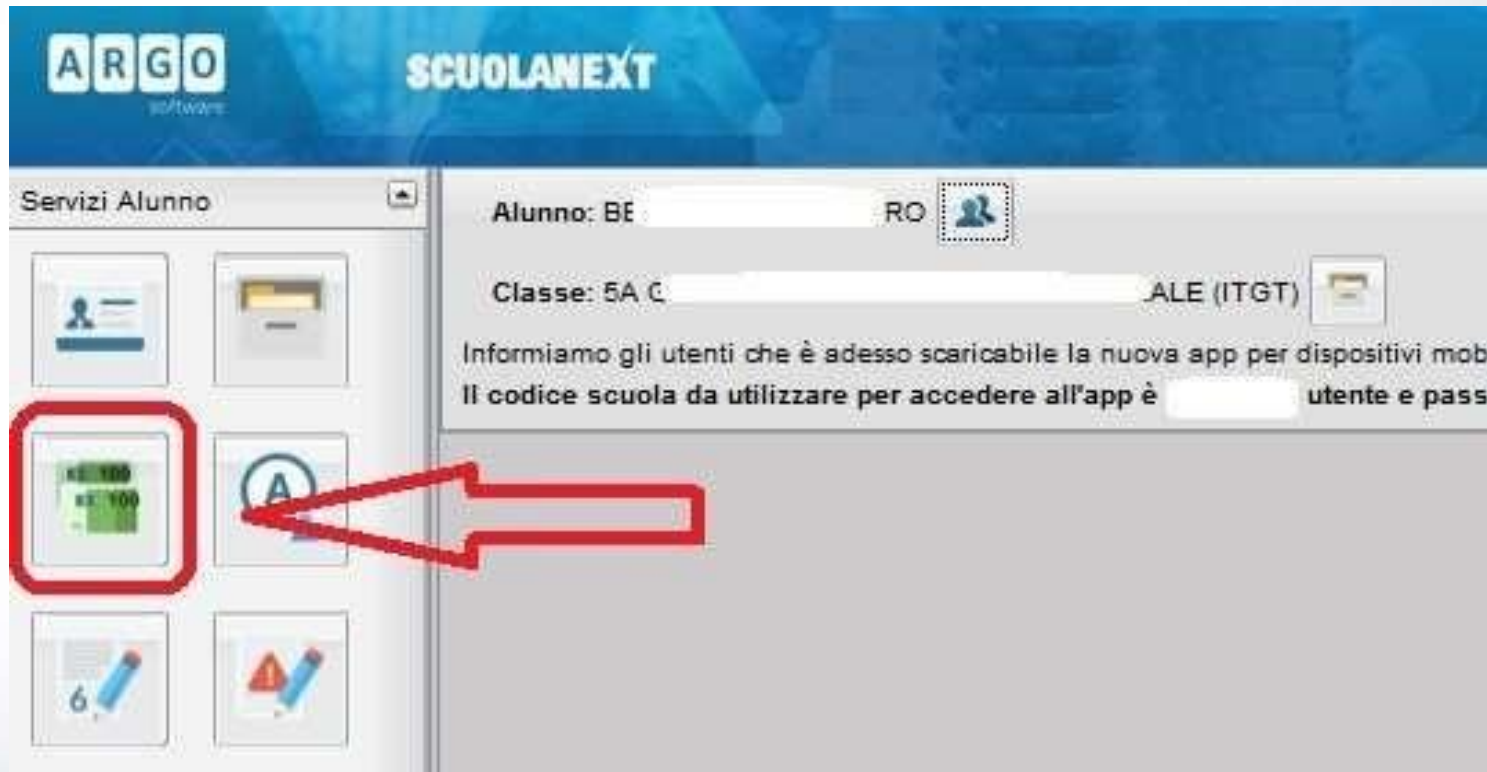 ARGO
software
SCUOLANEXT
Servizi Alunno
Alunno: BE RO
Classe: 5A ALE (ITGT)
Informiamo gli utenti che è adesso scaricabile la nuova app per dispositivi mob
Il codice scuola da utilizzare per accedere all'app è utente e pass
100
100
A
6